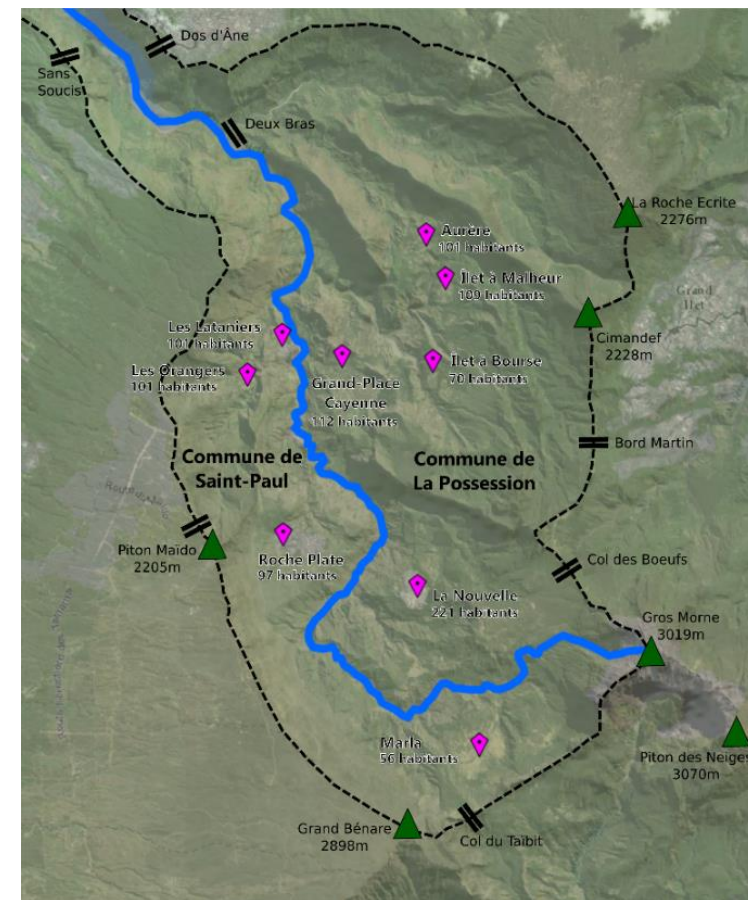 Dos d'Âne
Sans
Soucis
Deux Bras
La Roche Ecrite
2276m
Aurère
101 habitants
Îlet à Malheur
109 habitants
Grand
Ilet
Cimandef
2228m
Les Lataniers
101 habitants
Les Orangers
101 habitants
Grand-Place
Cayenne
112 habitants
Îlet à Bourse
70 habitants
Bord Martin
Commune de
Saint-Paul
Commune de
La Possession
Piton Maïdo
2205m
Roche Plate
97 habitants
Col des Boeufs
La Nouvelle
221 habitants
Gros Morne
3019m
Marla
56 habitants
Piton des Neiges
3070m
Grand Bénare
2898m
Col du Taïbit